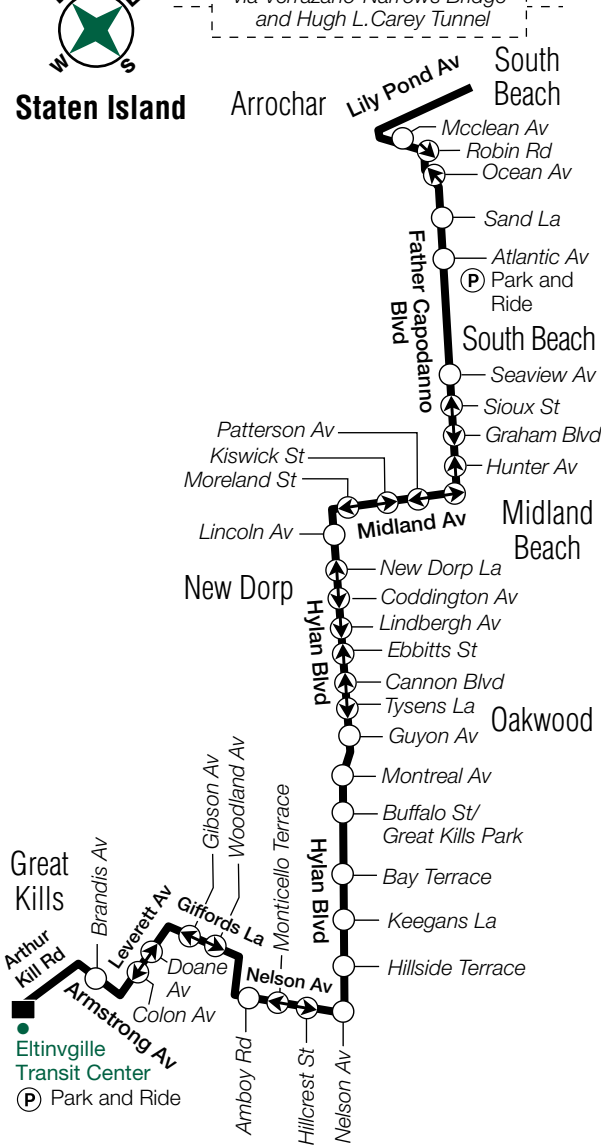 via Verrazano-Narrows Bridge
and Hugh L. Carey Tunnel
W
S
Staten Island
Arrochar
Lily Pond Av
South
Beach
Mcclean Av
Robin Rd
Ocean Av
Sand La
Atlantic Av
P Park and
Ride
Father Capodanno
Blvd
South Beach
Seaview Av
Sioux St
Graham Blvd
Hunter Av
Patterson Av
Kiswick St
Moreland St
Midland Av
Midland
Beach
Lincoln Av
New Dorp
New Dorp La
Coddington Av
Lindbergh Av
Ebbitts St
Cannon Blvd
Tysens La
Hylan Blvd
Oakwood
Guyon Av
Montreal Av
Buffalo St/
Great Kills Park
Bay Terrace
Keegans La
Hillside Terrace
Hylan Blvd
Great
Kills
Arthur
Kill Rd
Brandis Av
Leverett Av
Gibson Av
Woodland Av
Giffords La
Monticello Terrace
Nelson Av
Doane
Av
Colon Av
Armstrong Av
Amboy Rd
Hillcrest St
Nelson Av
Eltinvgille
Transit Center
P Park and Ride